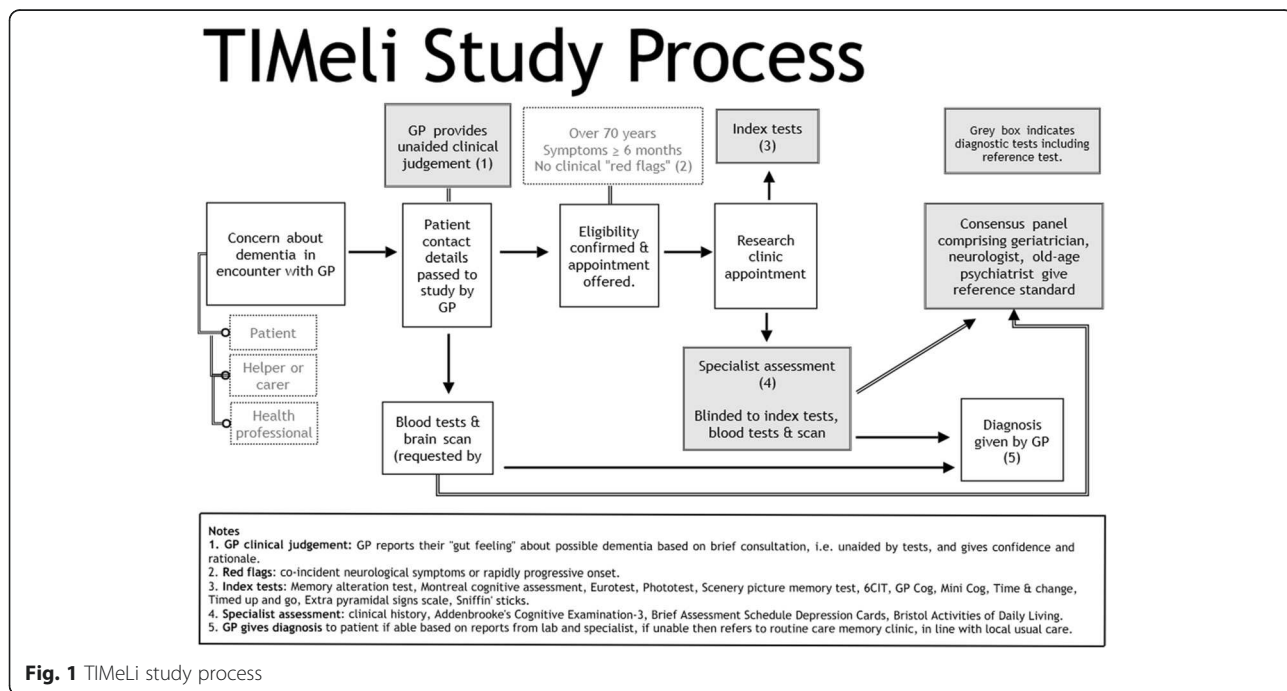 TIMeli Study Process
GP provides
unaided clinical
judgement (1)
Over 70 years
Symptoms ≥ 6 months
No clinical "red flags" (2)
Index tests
(3)
Grey box indicates
diagnostic tests including
reference test.
Concern about
dementia in
encounter with GP
Patient
contact
details
passed to
study by
GP
Eligibility
confirmed &
appointment
offered.
Research
clinic
appointment
Consensus panel
comprising geriatrician,
neurologist, old-age
psychiatrist give
reference standard
Patient
Helper or
carer
Health
professional
Blood tests &
brain scan
(requested by
Specialist assessment
(4)
Blinded to index tests,
blood tests & scan
Diagnosis
given by GP
(5)
Notes
1. GP clinical judgement: GP reports their "gut feeling" about possible dementia based on brief consultation, i.e. unaided by tests, and gives confidence and
rationale.
2. Red flags: co-incident neurological symptoms or rapidly progressive onset.
3. Index tests: Memory alteration test, Montreal cognitive assessment, Eurotest, Phototest, Scenery picture memory test, 6CIT, GP Cog, Mini Cog, Time & change,
Timed up and go, Extra pyramidal signs scale, Sniffin' sticks.
4. Specialist assessment: clinical history, Addenbrooke's Cognitive Examination-3, Brief Assessment Schedule Depression Cards, Bristol Activities of Daily Living.
5. GP gives diagnosis to patient if able based on reports from lab and specialist, if unable then refers to routine care memory clinic, in line with local usual care.
Fig. 1 TIMeLi study process